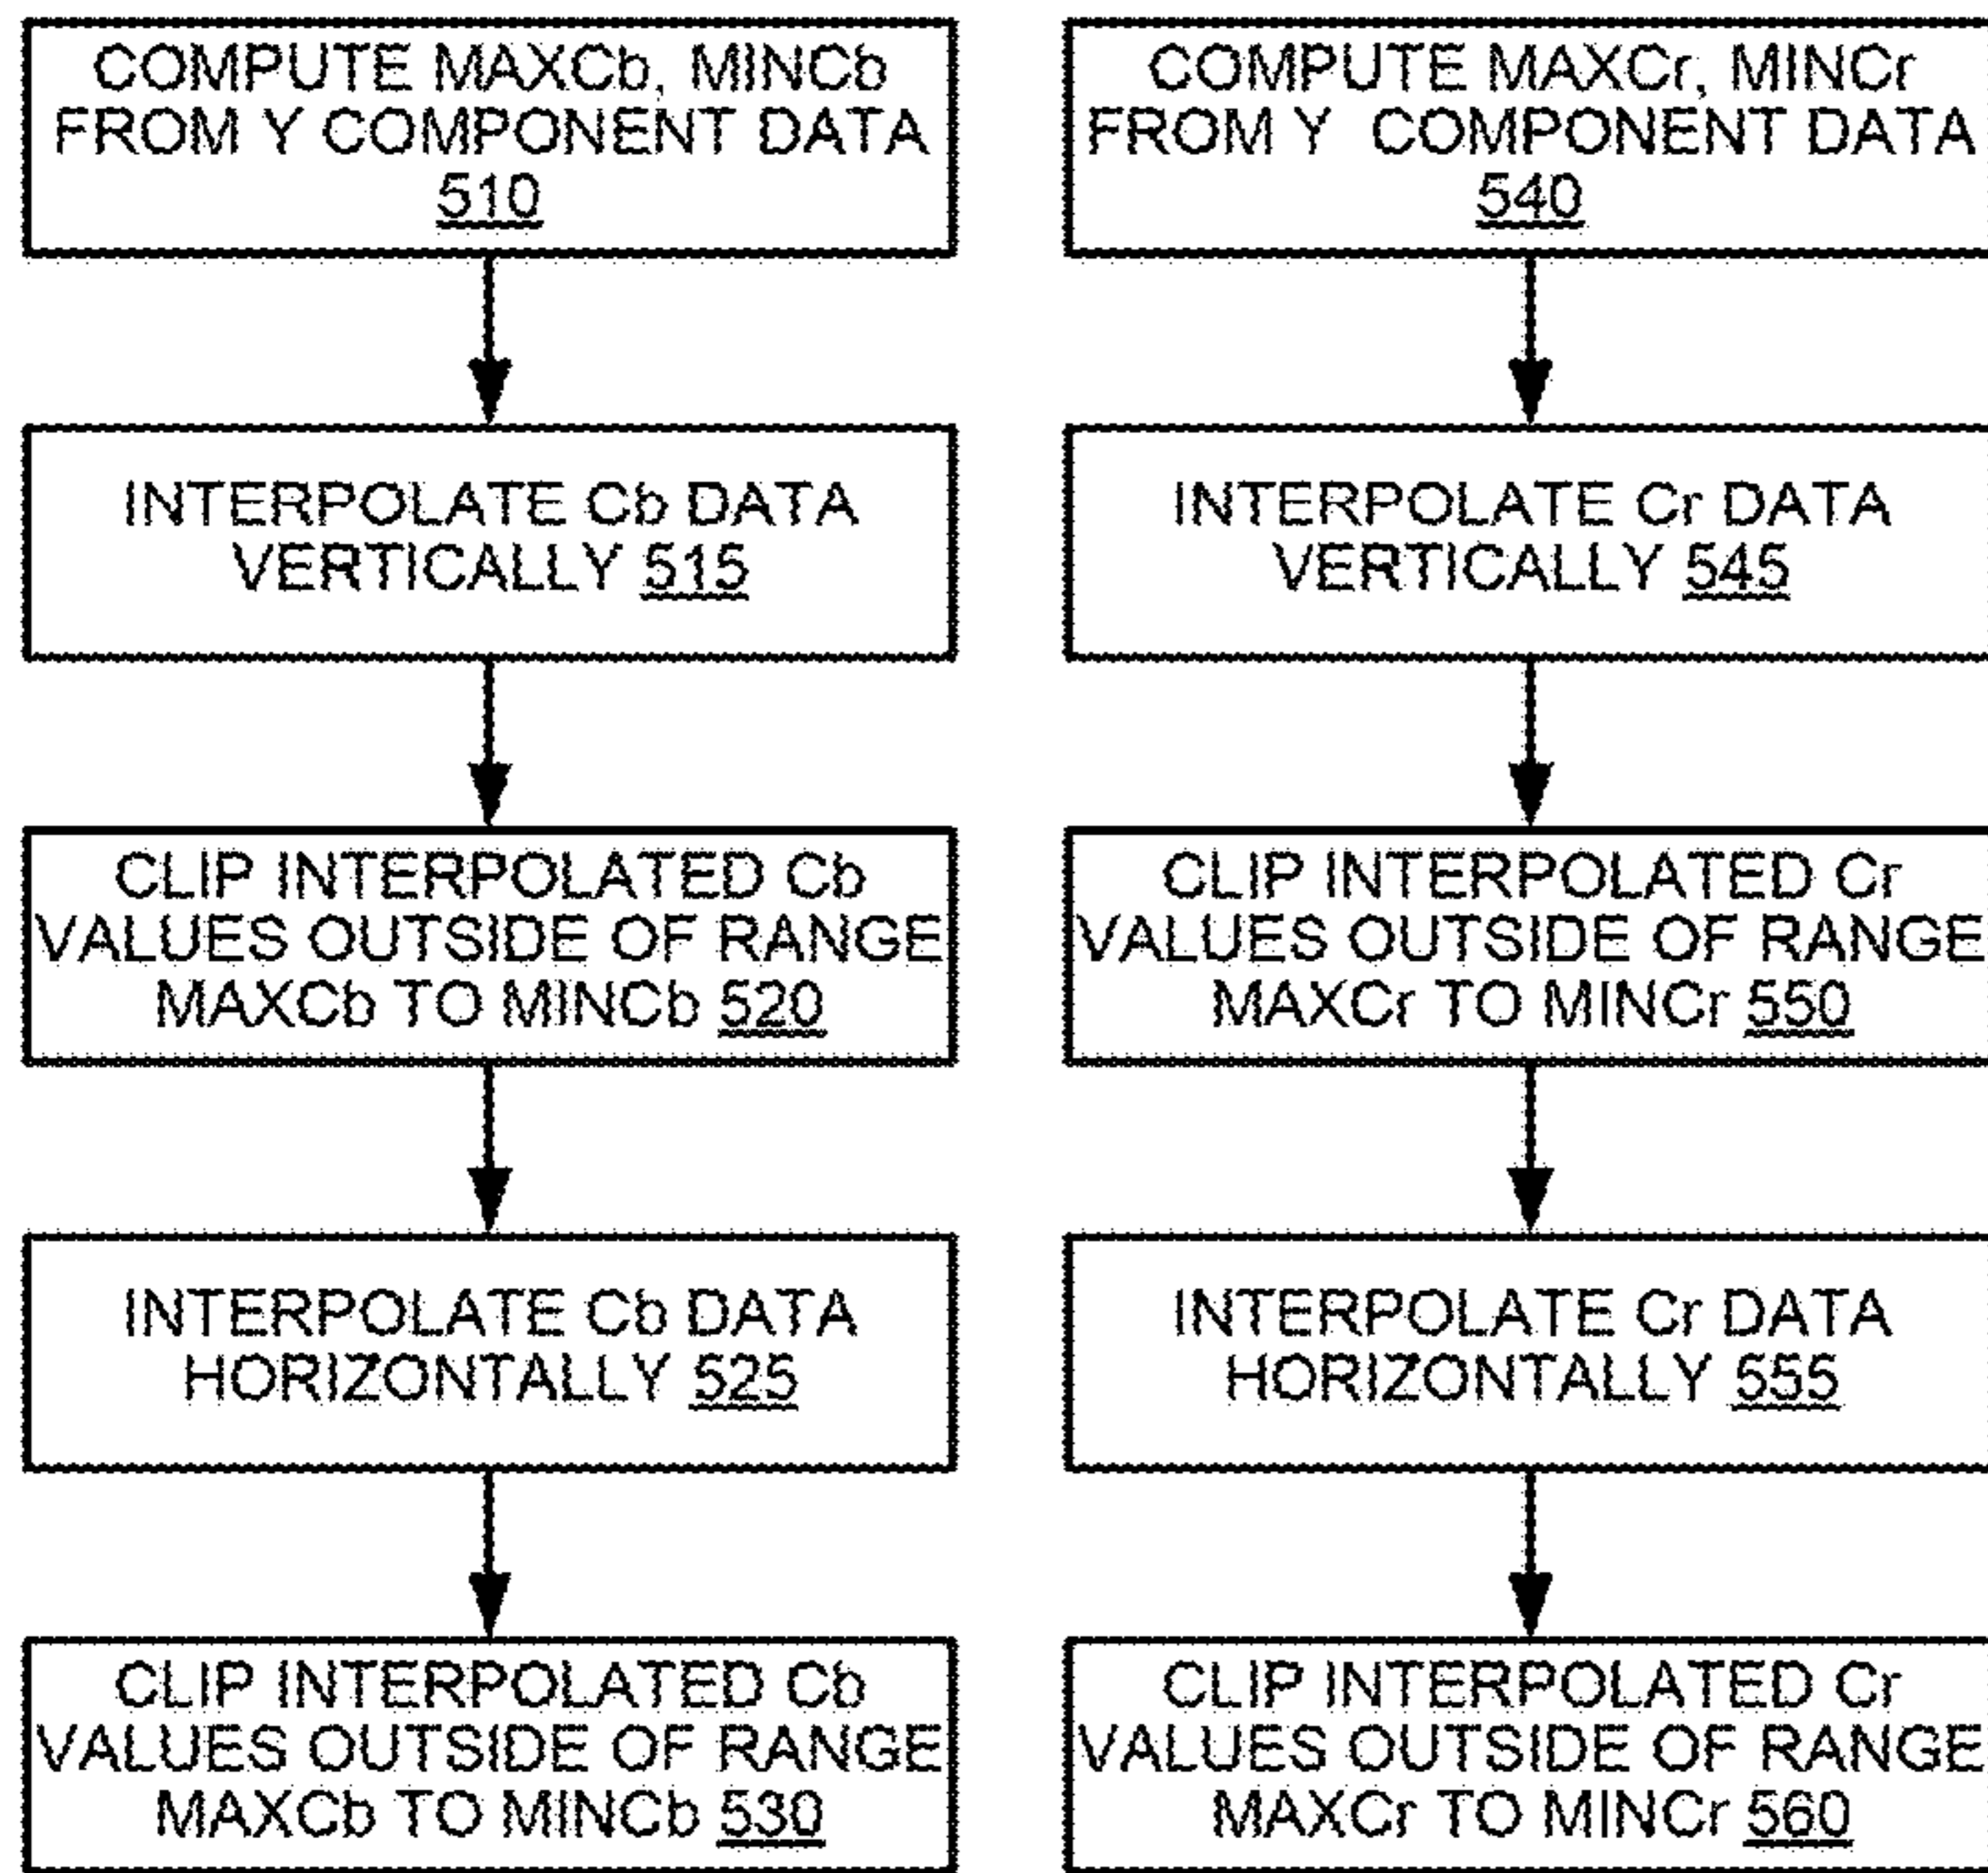 COMPUTE MAXCb, MINCb
FROM Y COMPONENT DATA
510
INTERPOLATE Cb DATA
VERTICALLY 515
CLIP INTERPOLATED Cb
VALUES OUTSIDE OF RANGE
MAXCb TO MINCb 520
INTERPOLATE Cb DATA
HORIZONTALLY 525
CLIP INTERPOLATED Cb
VALUES OUTSIDE OF RANGE
MAXCb TO MINCb 530
COMPUTE MAXCr, MINCr
FROM Y COMPONENT DATA
540
INTERPOLATE Cr DATA
VERTICALLY 545
CLIP INTERPOLATED Cr
VALUES OUTSIDE OF RANGE
MAXCr TO MINCr 550
INTERPOLATE Cr DATA
HORIZONTALLY 555
CLIP INTERPOLATED Cr
VALUES OUTSIDE OF RANGE
MAXCr TO MINCr 560